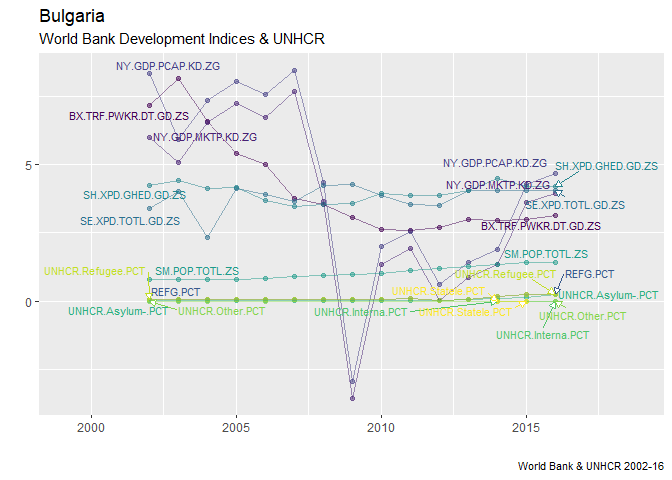 Bulgaria
World Bank Development Indices & UNHCR
NY.GDP.PCAP.KD.ZG
BX.TRF.PWKR.DT.GD.ZS
NY.GDP.MKTP.KD.ZG
5
NY.GDP.PCAP.KD.ZG
SH.XPD.GHED.GD.ZS
NY.GDP.MKTP.KD.ZG
SH.XPD.GHED.GD.ZS
SE.XPD.TOTL.GD.ZS
SE.XPD.TOTL.GD.ZS
BX.TRF.PWKR.DT.GD.ZS
SM.POP.TOTL.ZS
UNHCR.Refugee.PCT
SM.POP.TOTL.ZS
UNHCR.Refugee.PCT
REFG.PCT
REFG.PCT
UNHCR.Statele.PCT
UNHCR.Asylum-.PCT
0
UNHCR.Asylum-.PCT
UNHCR.Other.PCT
UNHCR.Interna.PCT
UNHCR.Statele.PCT
UNHCR.Other.PCT
UNHCR.Interna.PCT
2000
2005
2010
2015
World Bank & UNHCR 2002-16